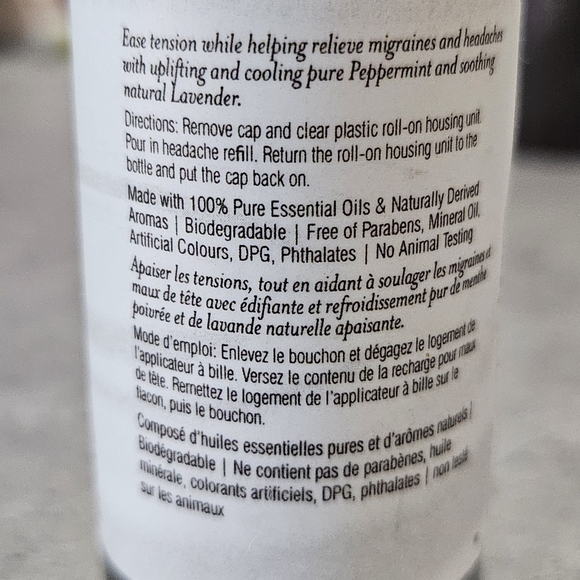 Ease tension while helping relieve migraines and headaches
with uplifting and cooling pure Peppermint and soothing
natural Lavender.
Directions: Remove cap and clear plastic roll-on housing unit.
Pour in headache refill. Return the roll-on housing unit to the
bottle and put the cap back on.
Made with 100% Pure Essential Oils & Naturally Derived
Aromas | Biodegradable | Free of Parabens, Mineral Oil,
Artificial Colours, DPG, Phthalates | No Animal Testing
Apaiser les tensions, tout en aidant à soulager les migraines et
maux de tête avec édifiante et refroidissement pur de menthe
poivrée et de lavande naturelle apaisante.
Mode d'emploi: Enlevez le bouchon et dégagez le logement de
l'applicateur à bille. Versez le contenu de la recharge pour maux
de tête. Remettez le logement de l'applicateur à bille sur le
flacon, puis le bouchon.
Composé d'huiles essentielles pures et d'arômes naturels |
Biodégradable | Ne contient pas de parabènes, huile
minérale, colorants artificiels, DPG, phthalates | non testé
sur les animaux